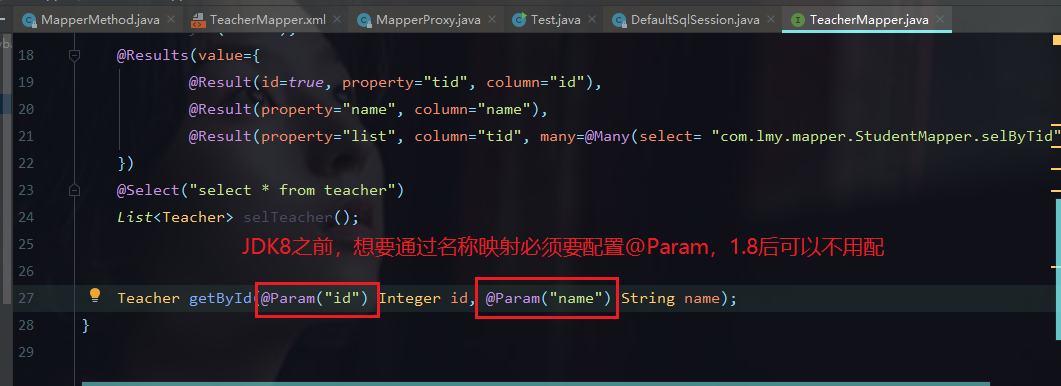 MapperMethod.java × TeacherMapper.xml × MapperProxy.java × Test.java × DefaultSqlSession.java × TeacherMapper.java ×
18 @Results(value={
19 @Result(id=true, property="tid", column="id"),
20 @Result(property="name", column="name"),
21 @Result(property="list", column="tid", many=@Many(select= "com.lmy.mapper.StudentMapper.selByTid"
22 })
23 @Select("select * from teacher")
24 List<Teacher> selTeacher();
25 JDK8之前，想要通过名称映射必须要配置@Param，1.8后可以不用配
27 Teacher getById(@Param("id") Integer id, @Param("name") String name);
28 }
29